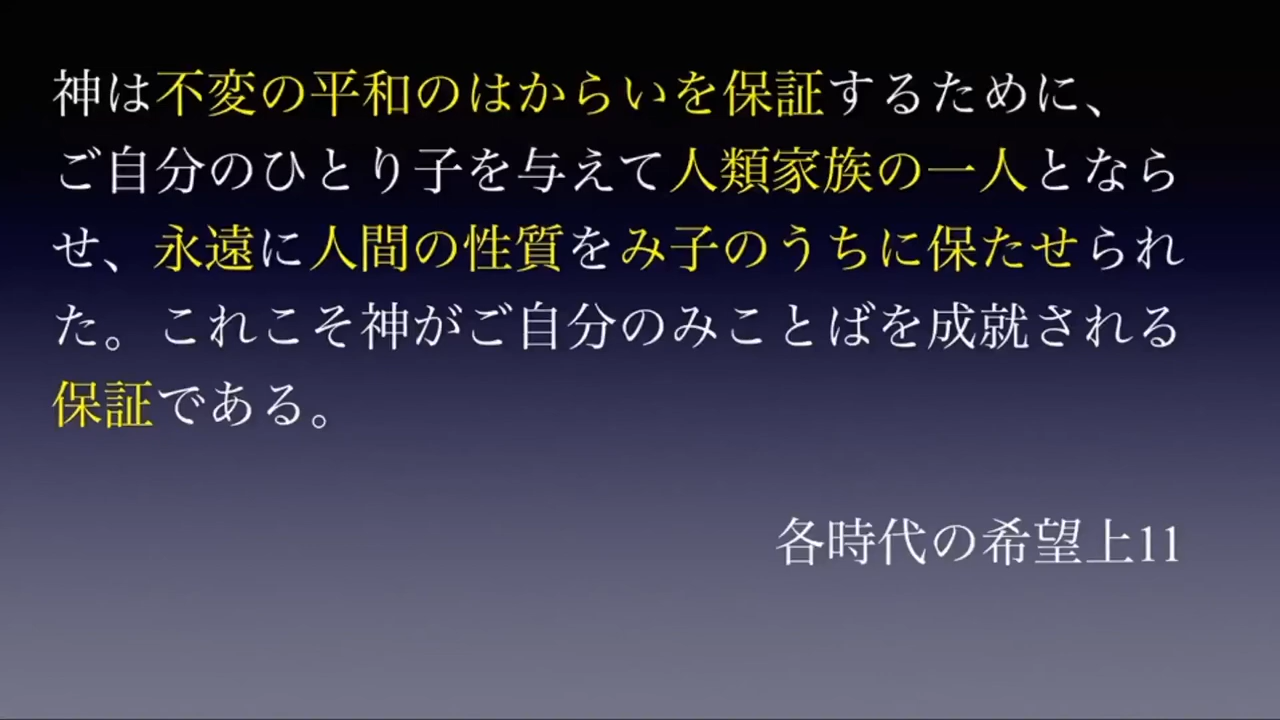 神は不変の平和のはからいを保証するために、
ご自分のひとり子を与えて人類家族の一人となら
せ、永遠に人間の性質をみ子のうちに保たせられ
た。これこそ神がご自分のみことばを成就される
保証である。
各時代の希望上11